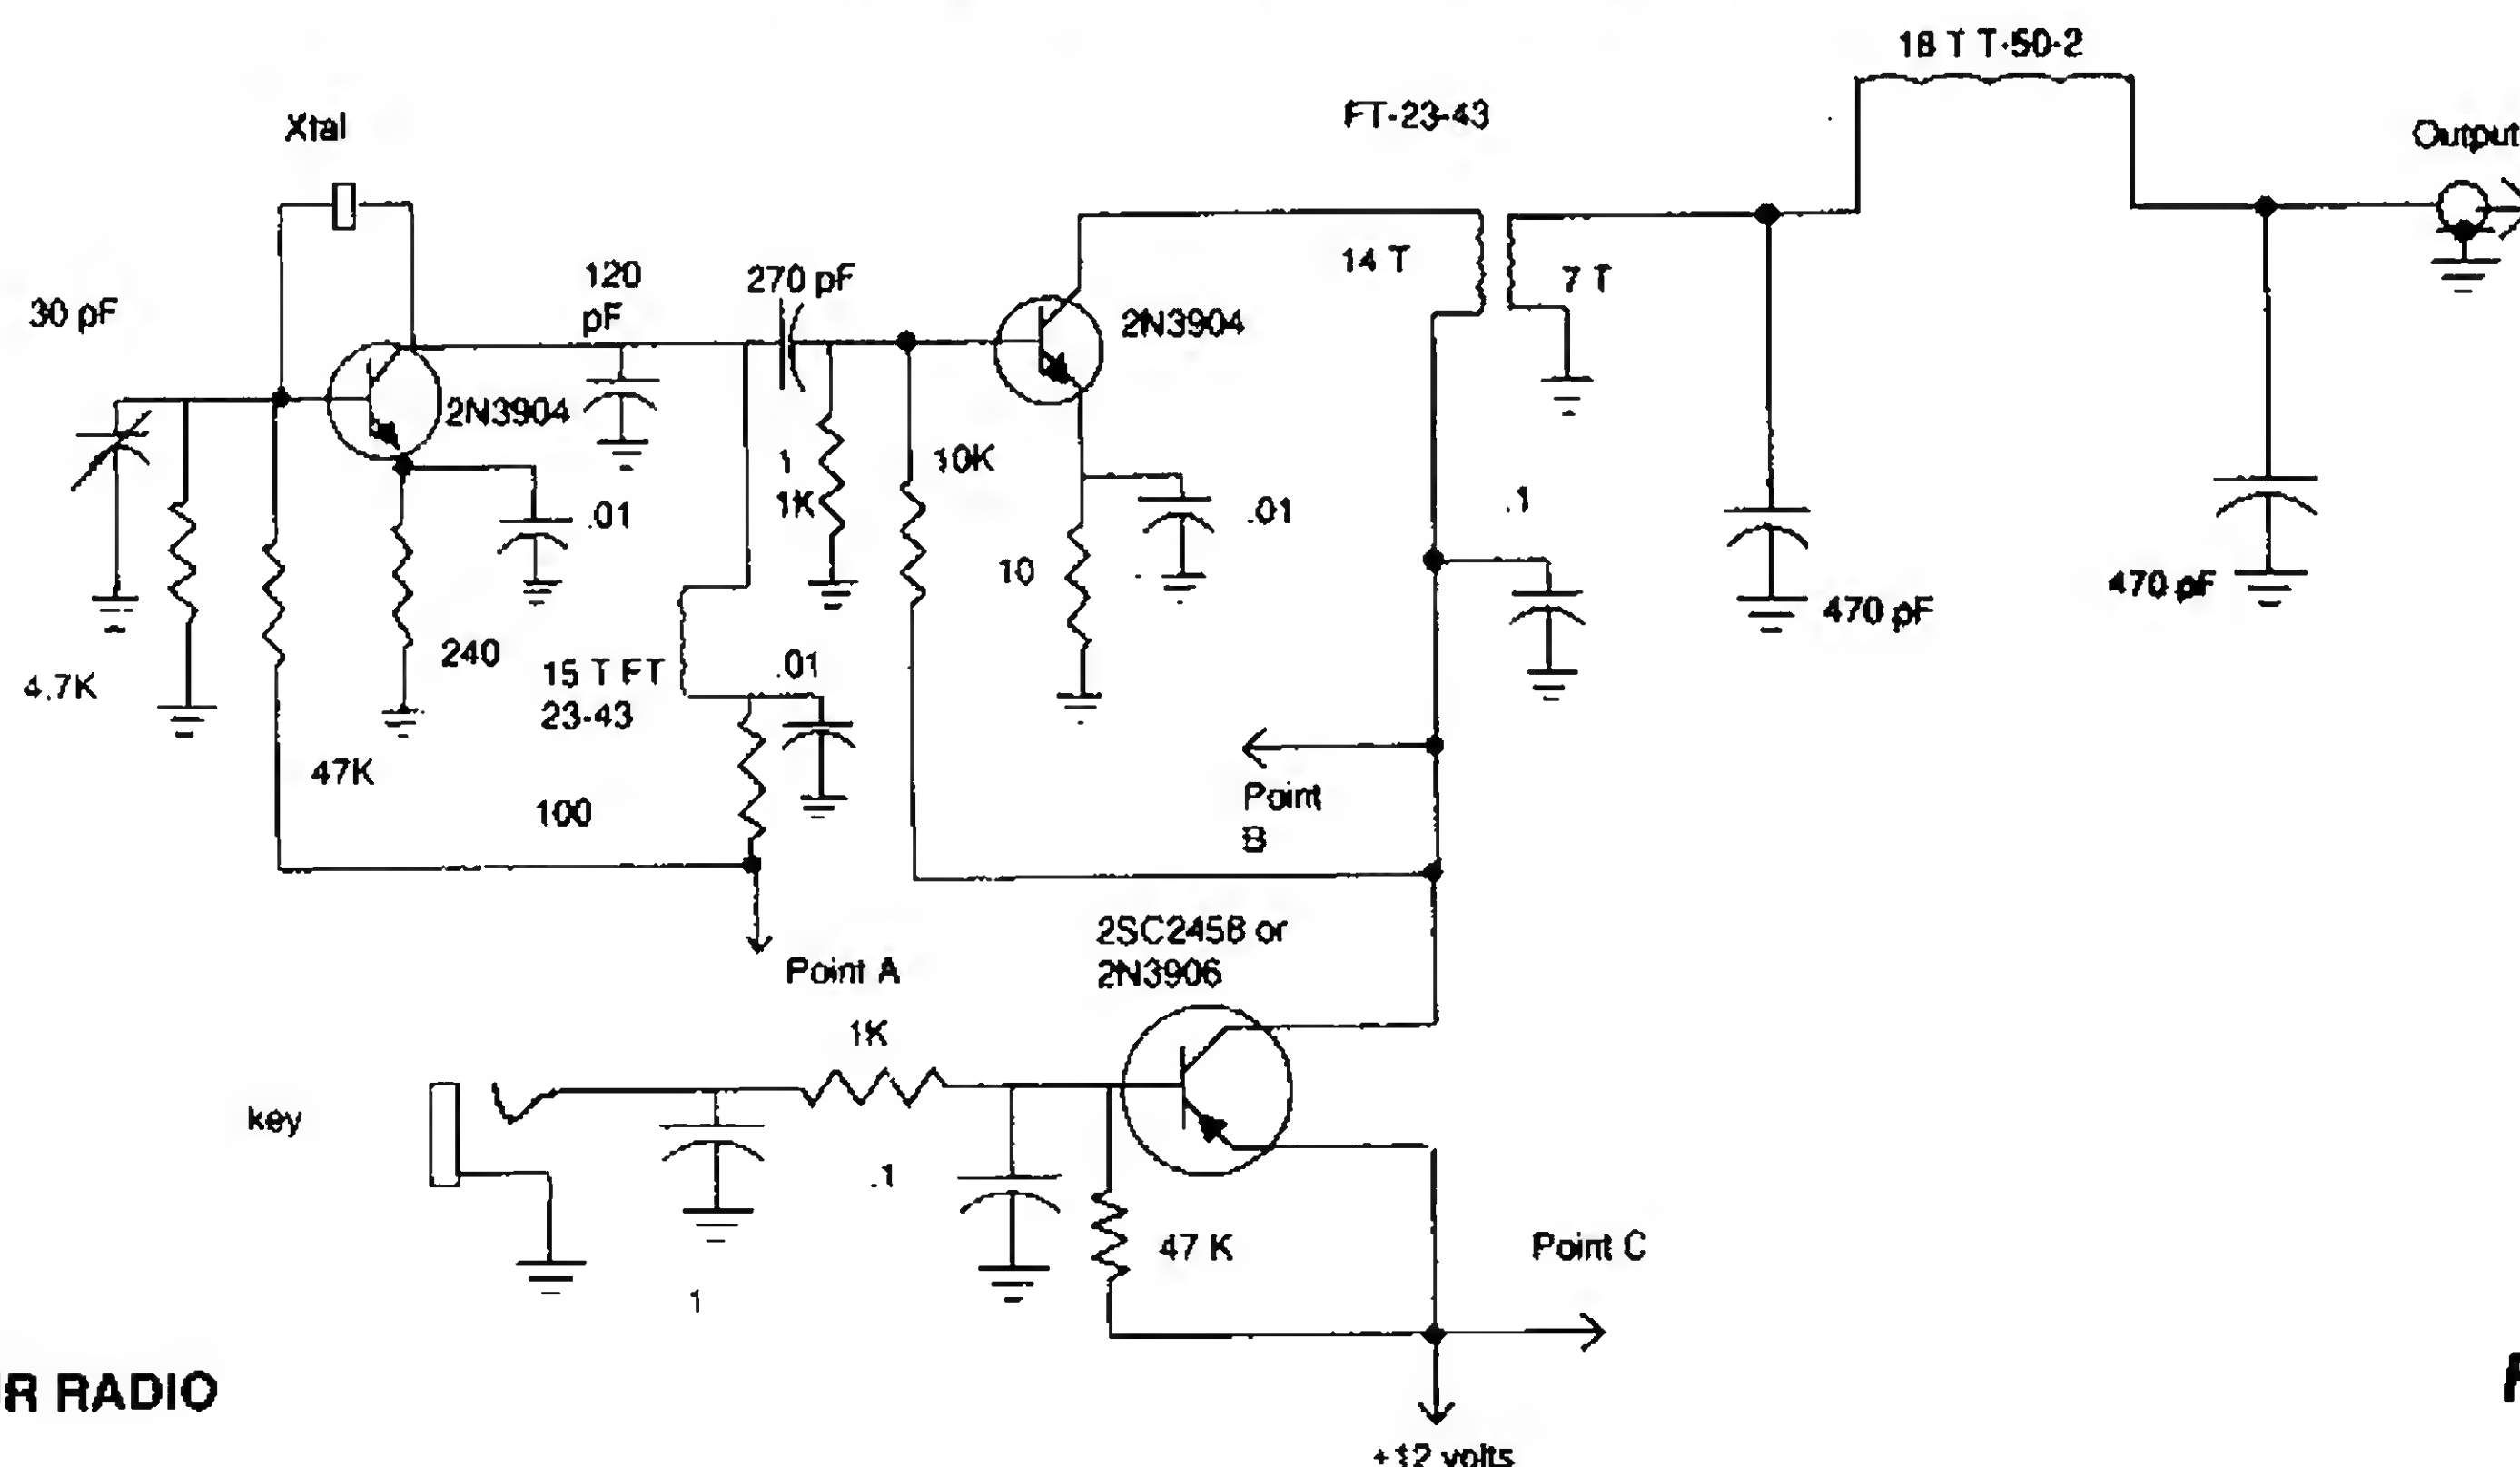 18 T T-50-2
FT-23-43
Xtal
Output
120
pF
270 pF
14 T
7 T
30 pF
2N3904
2N3904
1
1K
10K
.01
.01
.1
10
470 pF
470 pF
240
15 T FT
23-43
.01
4.7K
47K
100
Point
B
Point A
2SC2458 or
2N3906
1K
key
.1
47 K
Point C
1
R RADIO
+12 volts